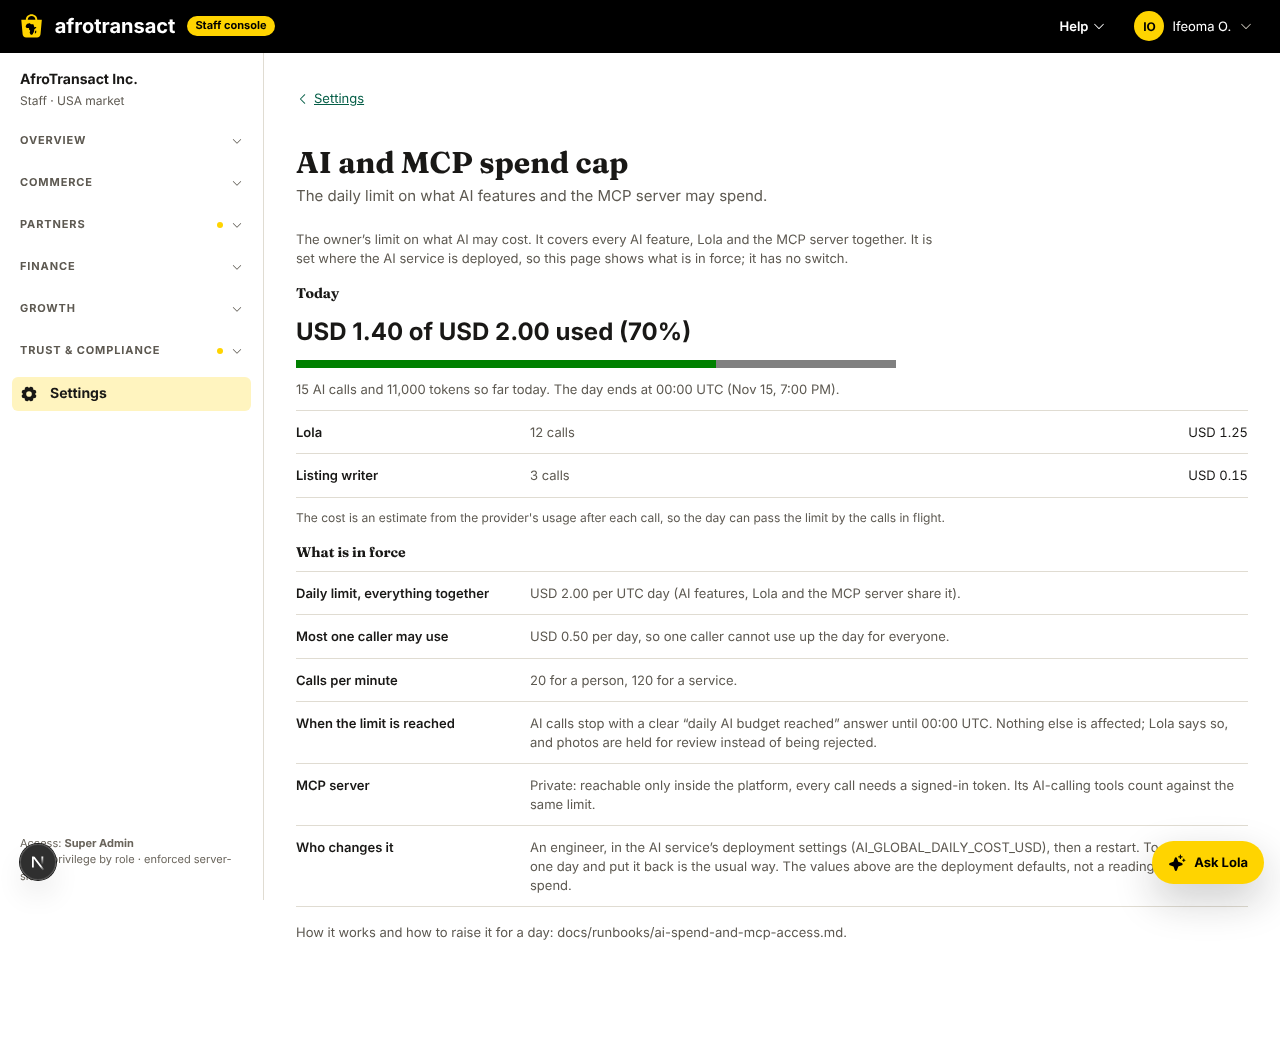 afrotransact Staff console
Help
IO Ifeoma O.
AfroTransact Inc.
Staff · USA market
OVERVIEW
COMMERCE
PARTNERS
FINANCE
GROWTH
TRUST & COMPLIANCE
Settings
Access: Super Admin
rivilege by role · enforced server-
N
Settings
AI and MCP spend cap
The daily limit on what AI features and the MCP server may spend.
The owner’s limit on what AI may cost. It covers every AI feature, Lola and the MCP server together. It is
set where the AI service is deployed, so this page shows what is in force; it has no switch.
Today
USD 1.40 of USD 2.00 used (70%)
15 AI calls and 11,000 tokens so far today. The day ends at 00:00 UTC (Nov 15, 7:00 PM).
Lola 12 calls USD 1.25
Listing writer 3 calls USD 0.15
The cost is an estimate from the provider's usage after each call, so the day can pass the limit by the calls in flight.
What is in force
Daily limit, everything together USD 2.00 per UTC day (AI features, Lola and the MCP server share it).
Most one caller may use USD 0.50 per day, so one caller cannot use up the day for everyone.
Calls per minute 20 for a person, 120 for a service.
When the limit is reached AI calls stop with a clear “daily AI budget reached” answer until 00:00 UTC. Nothing else is affected; Lola says so,
and photos are held for review instead of being rejected.
MCP server Private: reachable only inside the platform, every call needs a signed-in token. Its AI-calling tools count against the
same limit.
Who changes it An engineer, in the AI service’s deployment settings (AI_GLOBAL_DAILY_COST_USD), then a restart. To
one day and put it back is the usual way. The values above are the deployment defaults, not a reading
spend.
Ask Lola
How it works and how to raise it for a day: docs/runbooks/ai-spend-and-mcp-access.md.